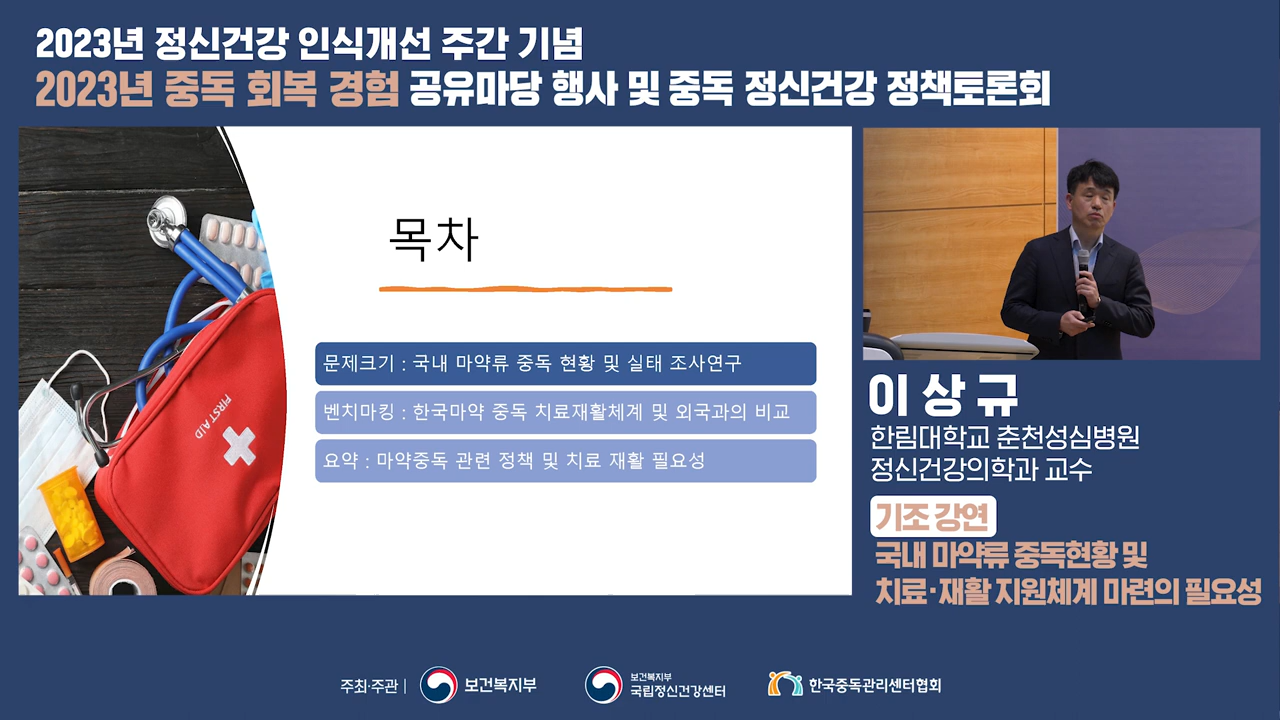 2023년 정신건강 인식개선 주간 기념
2023년 중독 회복 경험 공유마당 행사 및 중독 정신건강 정책토론회
목차
문제크기 : 국내 마약류 중독 현황 및 실태 조사연구
벤치마킹 : 한국마약 중독 치료재활체계 및 외국과의 비교
요약 : 마약중독 관련 정책 및 치료 재활 필요성
FIRST AID
이 상 규
한림대학교 춘천성심병원
정신건강의학과 교수
기조 강연
국내 마약류 중독현황 및
치료·재활 지원체계 마련의 필요성
주최·주관 |
보건복지부
보건복지부
국립정신건강센터
한국중독관리센터협회